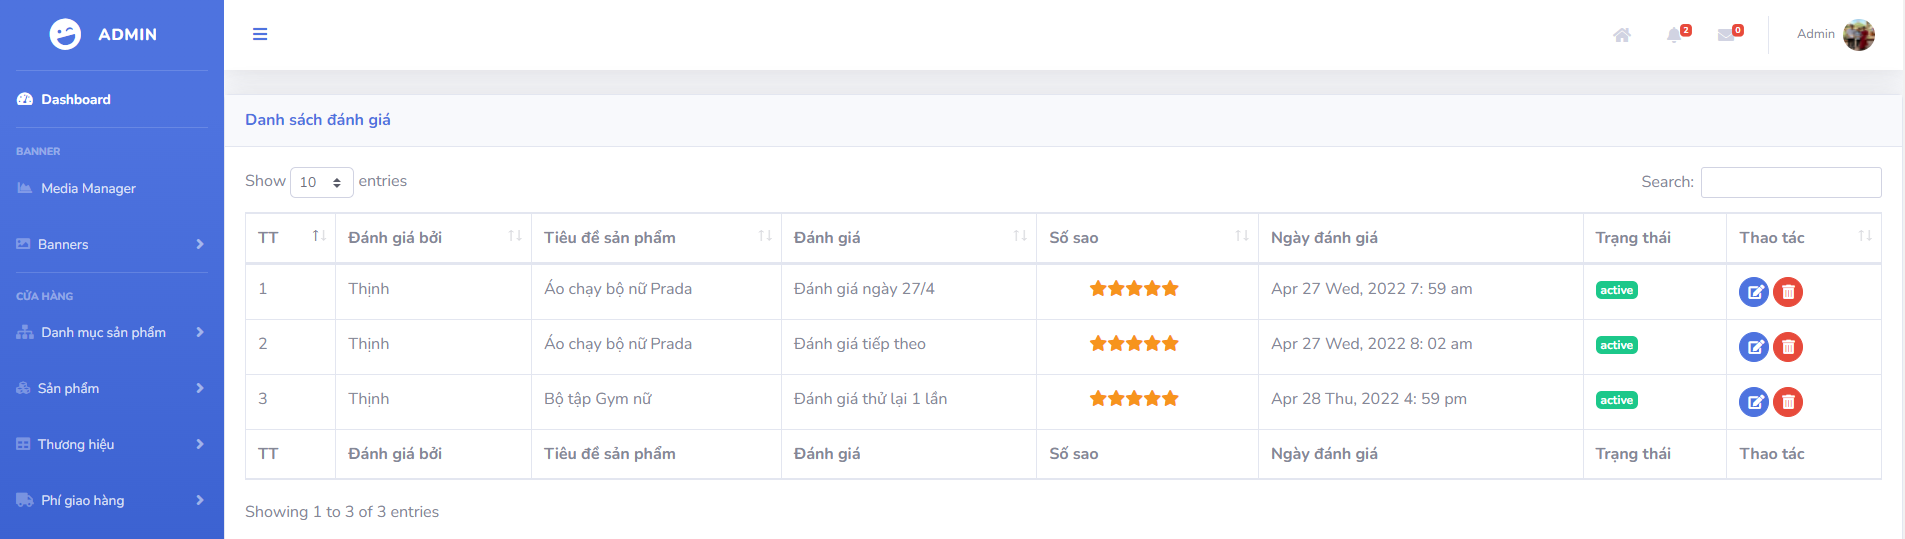 ADMIN
2
0
Admin
Dashboard
BANNER
Media Manager
Banners
CỬA HÀNG
Danh mục sản phẩm
Sản phẩm
Thương hiệu
Phí giao hàng
Danh sách đánh giá
Show 10 entries
Search:
TT Đánh giá bởi Tiêu đề sản phẩm Đánh giá Số sao Ngày đánh giá Trạng thái Thao tác
1 Thịnh Áo chạy bộ nữ Prada Đánh giá ngày 27/4 Apr 27 Wed, 2022 7: 59 am active
2 Thịnh Áo chạy bộ nữ Prada Đánh giá tiếp theo Apr 27 Wed, 2022 8: 02 am active
3 Thịnh Bộ tập Gym nữ Đánh giá thử lại 1 lần Apr 28 Thu, 2022 4: 59 pm active
TT Đánh giá bởi Tiêu đề sản phẩm Đánh giá Số sao Ngày đánh giá Trạng thái Thao tác
Showing 1 to 3 of 3 entries